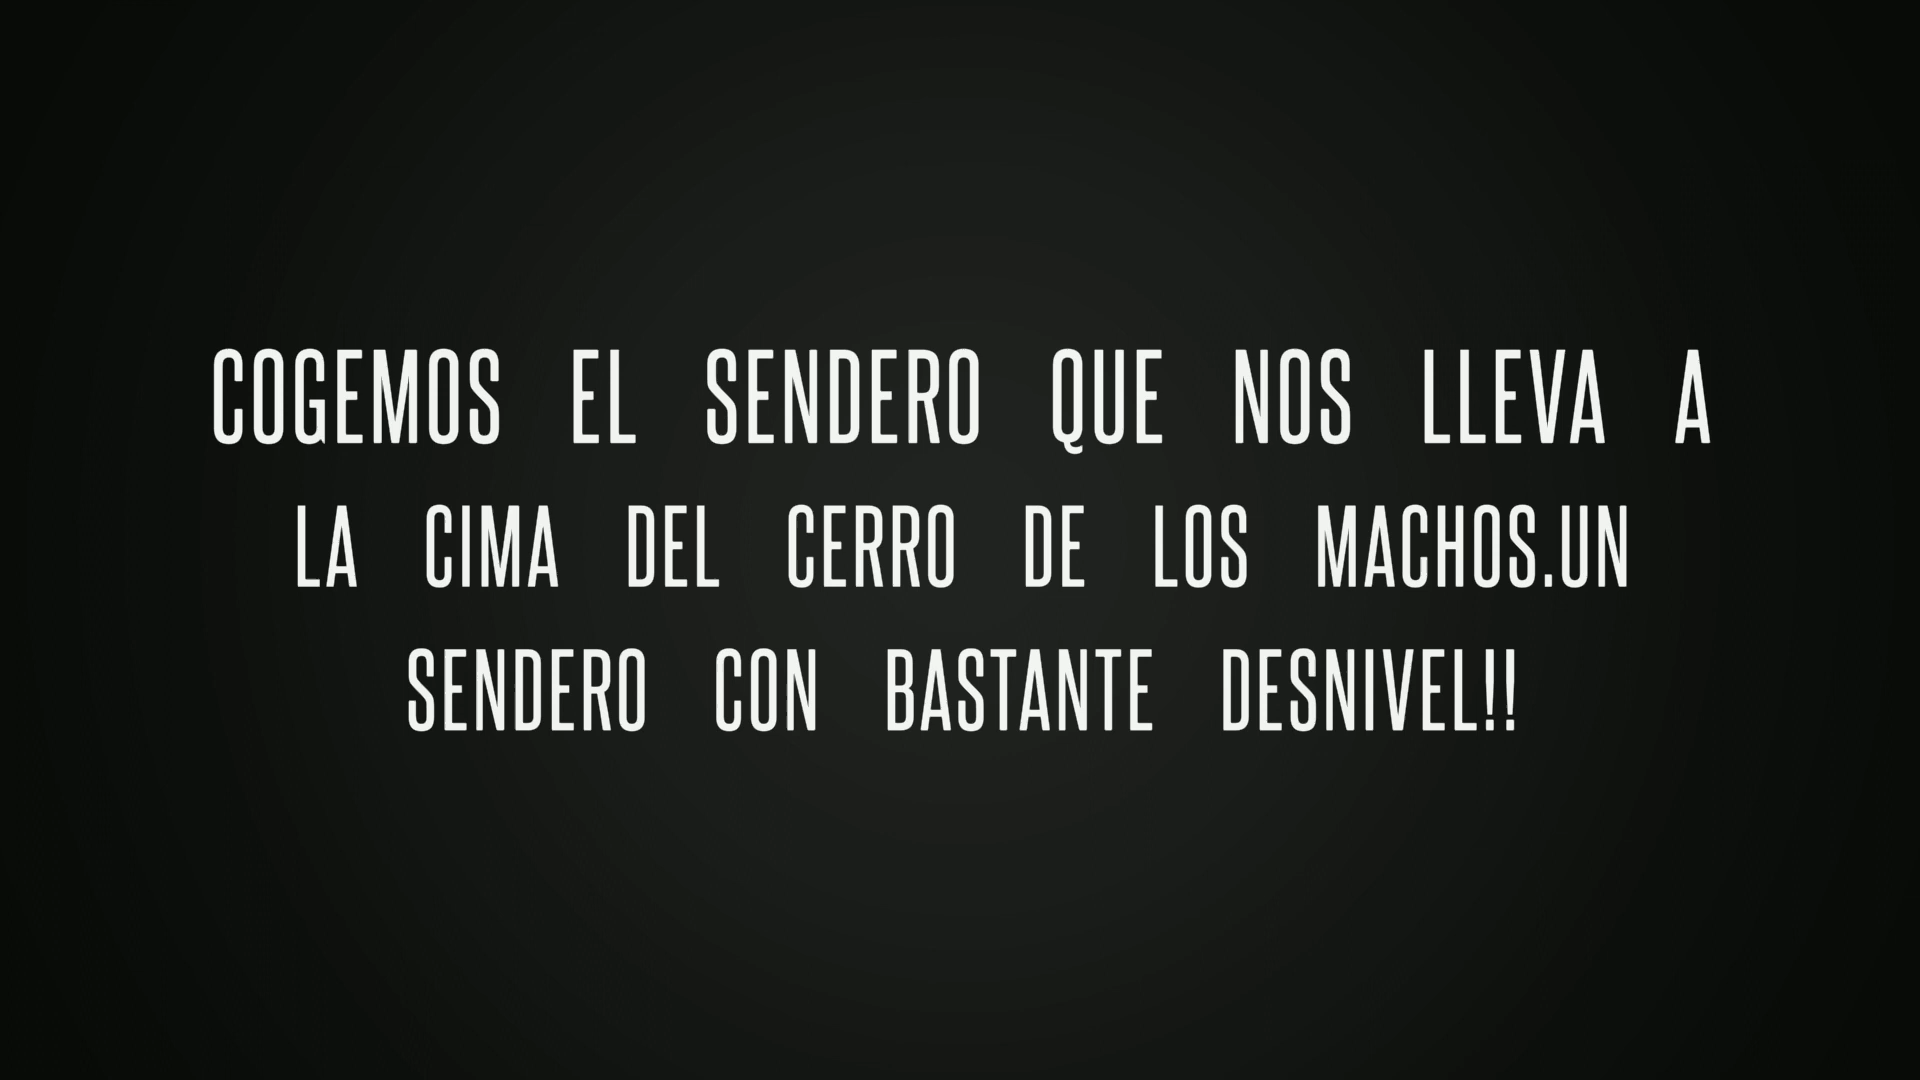 COGEMOS EL SENDERO QUE NOS LLEVA A
LA CIMA DEL CERRO DE LOS MACHOS.UN
SENDERO CON BASTANTE DESNIVEL!!